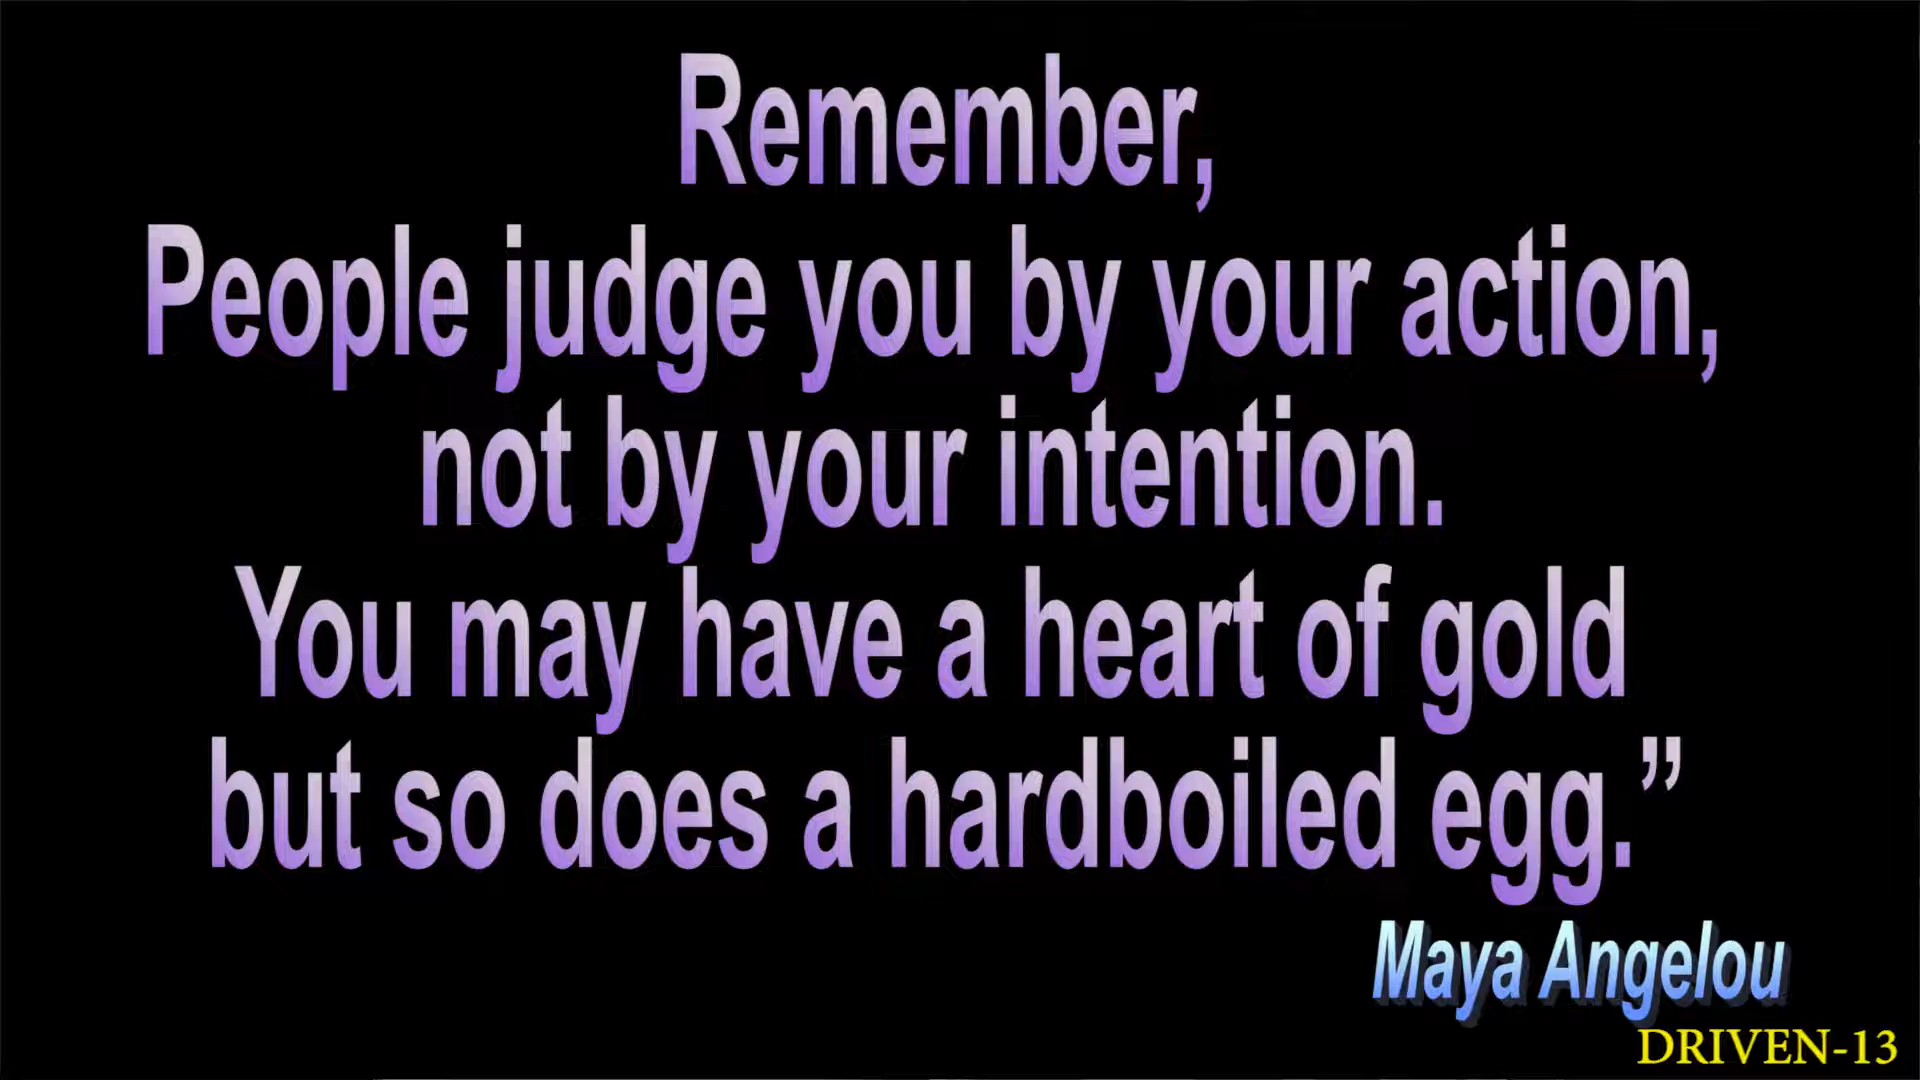 Remember,
People judge you by your action,
not by your intention.
You may have a heart of gold
but so does a hardboiled egg.”
Maya Angelou
DRIVEN-13